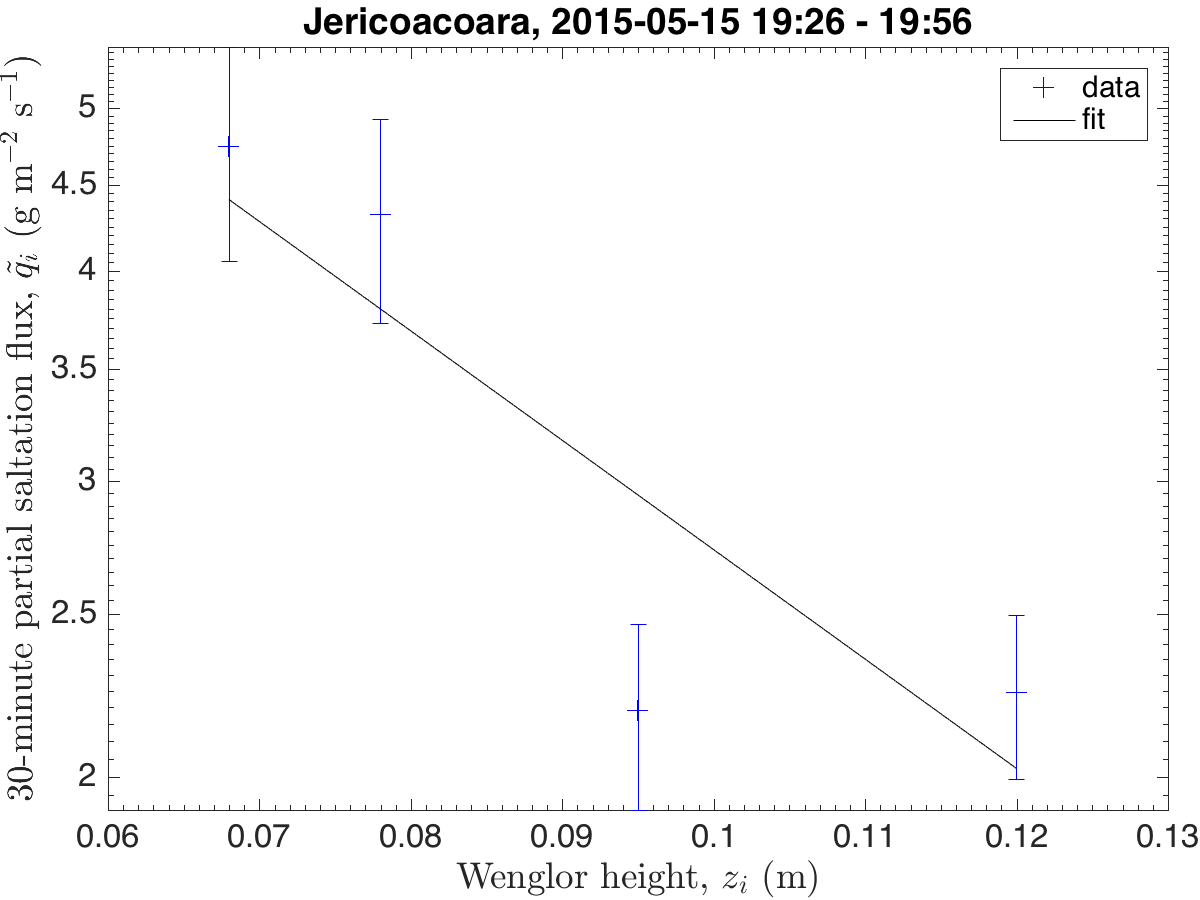 Jericoacoara, 2015-05-15 19:26 - 19:56
30-minute partial saltation flux, q̃ᵢ (g m⁻² s⁻¹)
5
4.5
4
3.5
3
2.5
2
data
fit
0.06 0.07 0.08 0.09 0.1 0.11 0.12 0.13
Wenglor height, zᵢ (m)